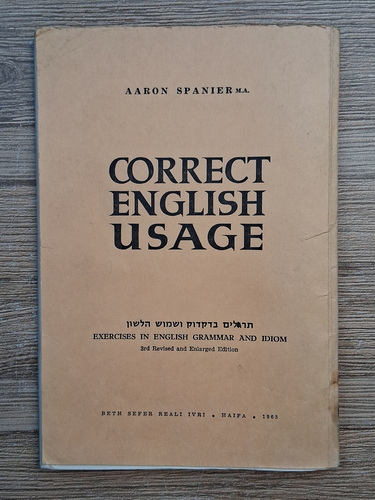 AARON SPANIER M.A.
CORRECT
ENGLISH
USAGE
תרגילים בדקדוק ושמוש הלשון
EXERCISES IN ENGLISH GRAMMAR AND IDIOM
3rd Revised and Enlarged Edition
BETH SEFER REALI IVRI • HAIFA • 1963